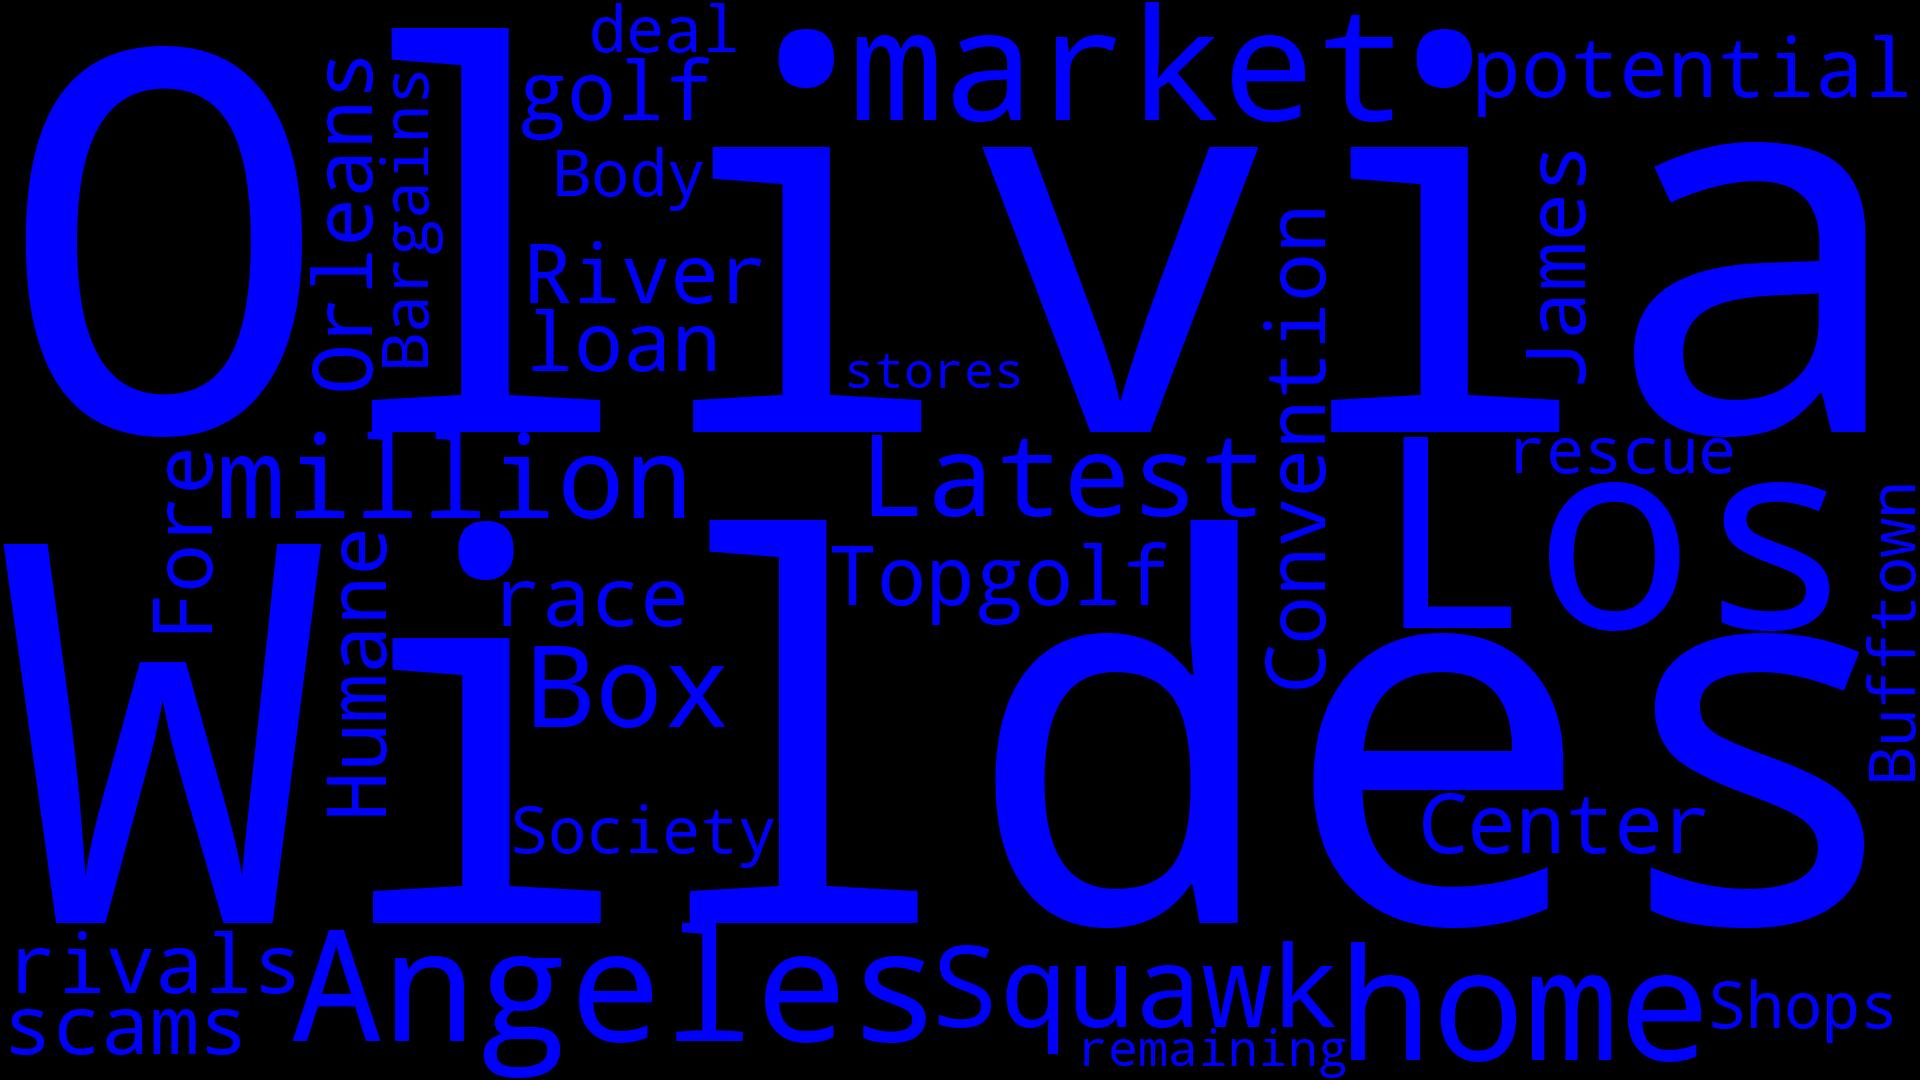 deal
market
potential
golf
Orleans
Bargains
Body
Olivia
James
River
loan
stores
Convention
million
Latest
rescue
Fore
Los
Bufftown
Humane
race
Topgolf
Box
Wildes
Society
Center
rivals
Angeles
Squawk
home
Shops
scams
remaining